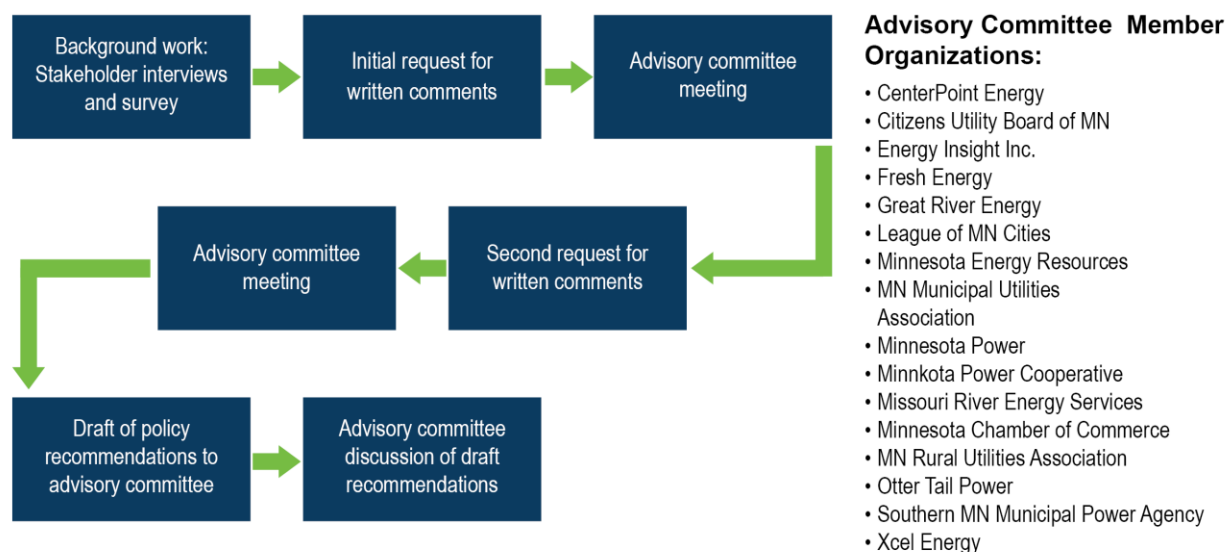 Background work:
Stakeholder interviews
and survey
Initial request for
written comments
Advisory committee
meeting
Second request for
written comments
Advisory committee
meeting
Draft of policy
recommendations to
advisory committee
Advisory committee
discussion of draft
recommendations
Advisory Committee Member
Organizations:
• CenterPoint Energy
• Citizens Utility Board of MN
• Energy Insight Inc.
• Fresh Energy
• Great River Energy
• League of MN Cities
• Minnesota Energy Resources
• MN Municipal Utilities
Association
• Minnesota Power
• Minnkota Power Cooperative
• Missouri River Energy Services
• Minnesota Chamber of Commerce
• MN Rural Utilities Association
• Otter Tail Power
• Southern MN Municipal Power Agency
• Xcel Energy